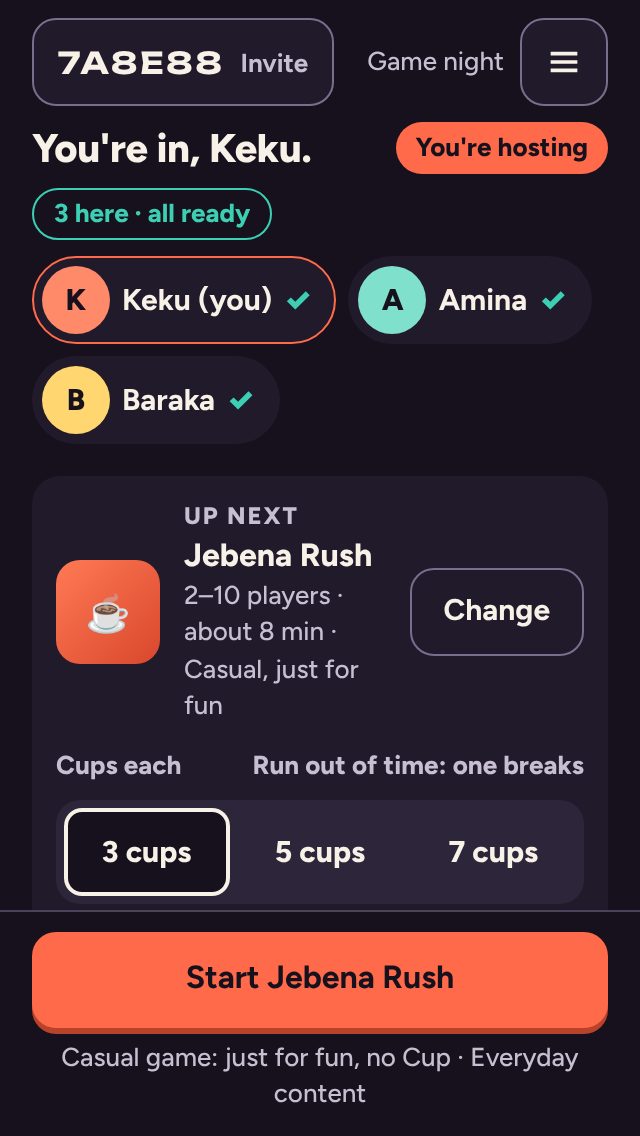 7A8E88 Invite
Game night
You're in, Keku.
You're hosting
3 here · all ready
K Keku (you)
A Amina
B Baraka
UP NEXT
Jebena Rush
2–10 players ·
about 8 min ·
Casual, just for
fun
Change
Cups each
Run out of time: one breaks
3 cups
5 cups
7 cups
Start Jebena Rush
Casual game: just for fun, no Cup · Everyday
content